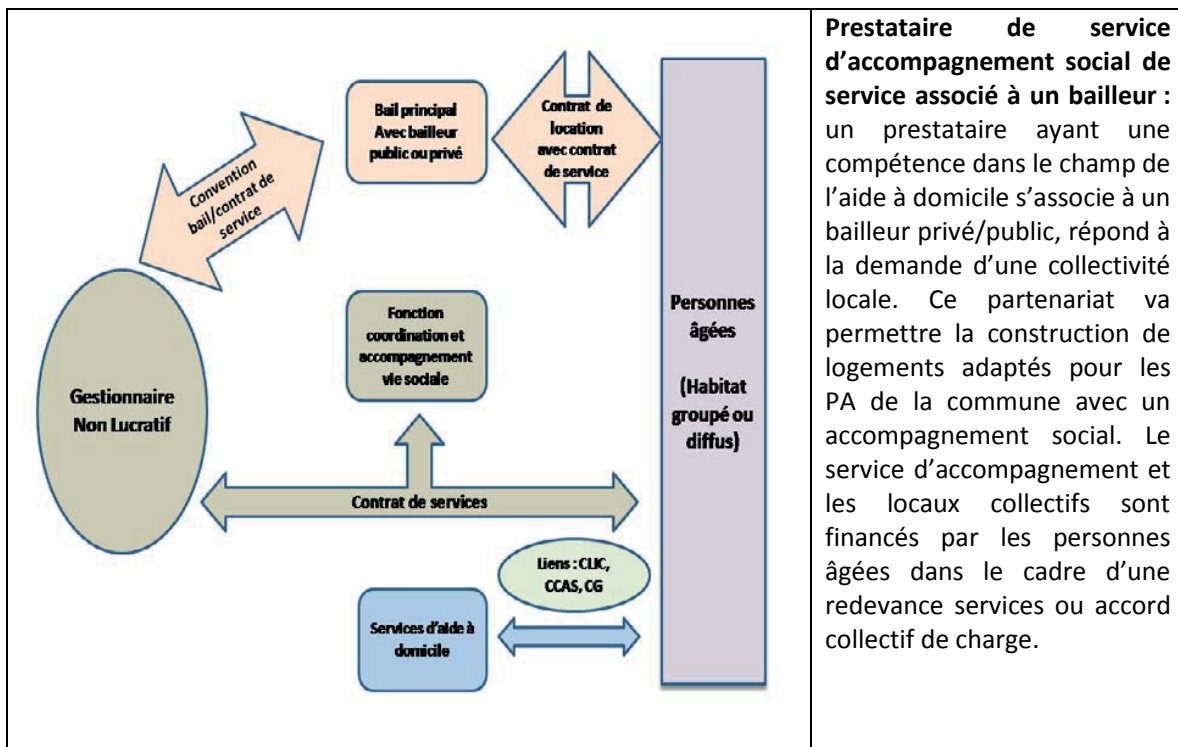 Bail principal
Avec bailleur
public ou privé
Contrat de
location
avec contrat
de service
Convention
bail/contrat de
service
Fonction
coordination et
accompagnement
vie sociale
Personnes
âgées
(Habitat
groupé ou
diffus)
Gestionnaire
Non Lucratif
Contrat de services
Liens : CLIC,
CCAS, CG
Services d'aide à
domicile
Prestataire de service
d’accompagnement social de
service associé à un bailleur :
un prestataire ayant une
compétence dans le champ de
l’aide à domicile s’associe à un
bailleur privé/public, répond à
la demande d’une collectivité
locale. Ce partenariat va
permettre la construction de
logements adaptés pour les
PA de la commune avec un
accompagnement social. Le
service d’accompagnement et
les locaux collectifs sont
financés par les personnes
âgées dans le cadre d’une
redevance services ou accord
collectif de charge.